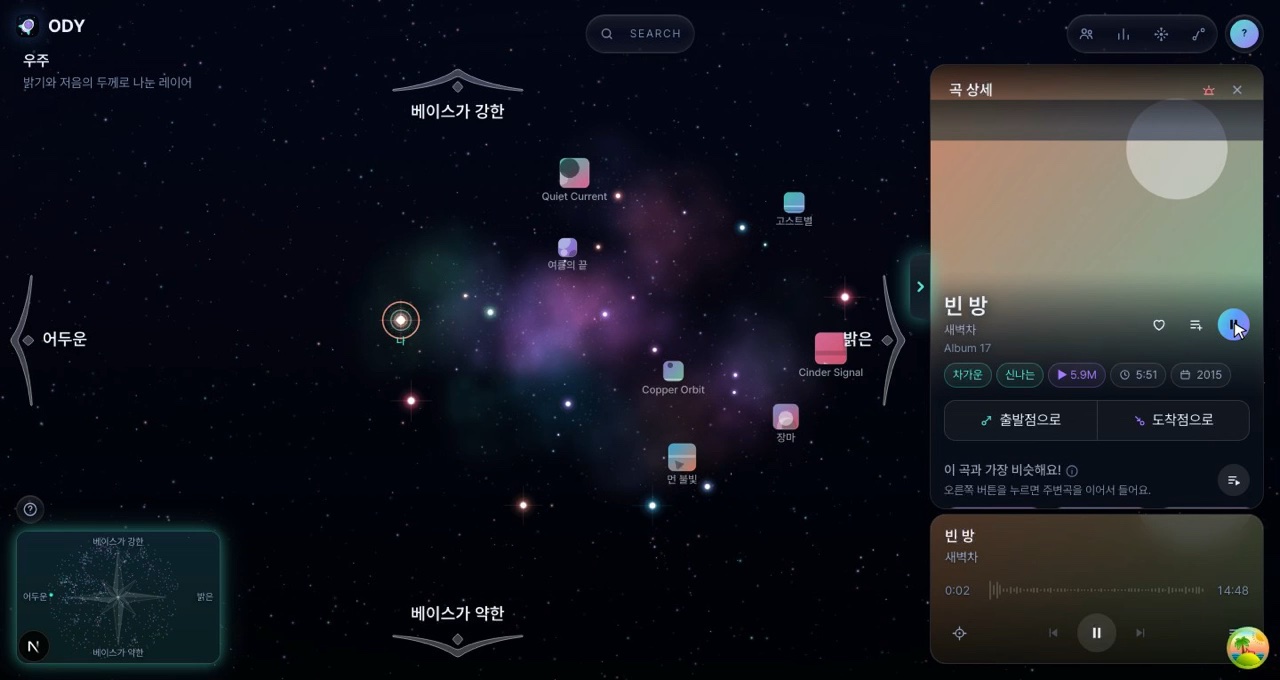 ODY
SEARCH
?
우주
밝기와 저음의 두께로 나눈 레이어
베이스가 강한
어두운
밝은
베이스가 약한
Quiet Current
고스트별
여름의 끝
나
Cinder Signal
Copper Orbit
장마
먼 불빛
곡 상세
빈 방
새벽차
Album 17
차가운
신나는
5.9M
5:51
2015
출발점으로
도착점으로
이 곡과 가장 비슷해요!
오른쪽 버튼을 누르면 주변곡을 이어서 들어요.
빈 방
새벽차
0:02
14:48
베이스가 강한
어두운
밝은
베이스가 약한
N